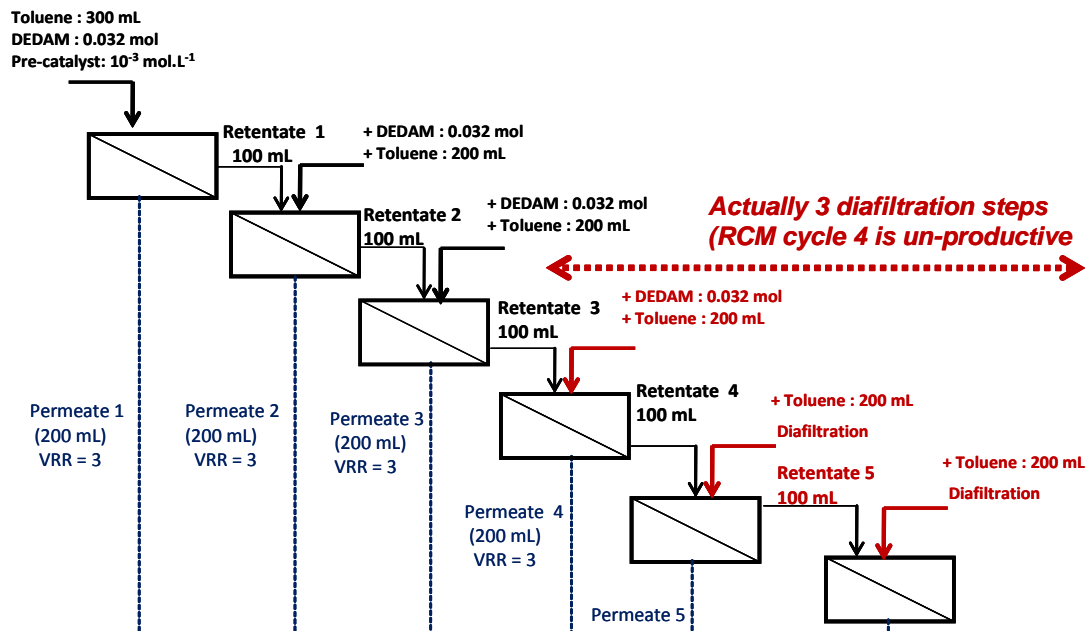 Toluene : 300 mL
DEDAM : 0.032 mol
Pre-catalyst: 10⁻³ mol.L⁻¹
Retentate 1
100 mL
+ DEDAM : 0.032 mol
+ Toluene : 200 mL
Retentate 2
100 mL
+ DEDAM : 0.032 mol
+ Toluene : 200 mL
Actually 3 diafiltration steps
(RCM cycle 4 is un-productive
Retentate 3
100 mL
+ DEDAM : 0.032 mol
+ Toluene : 200 mL
Retentate 4
100 mL
+ Toluene : 200 mL
Diafiltration
Retentate 5
100 mL
+ Toluene : 200 mL
Diafiltration
Permeate 1
(200 mL)
VRR = 3
Permeate 2
(200 mL)
VRR = 3
Permeate 3
(200 mL)
VRR = 3
Permeate 4
(200 mL)
VRR = 3
Permeate 5